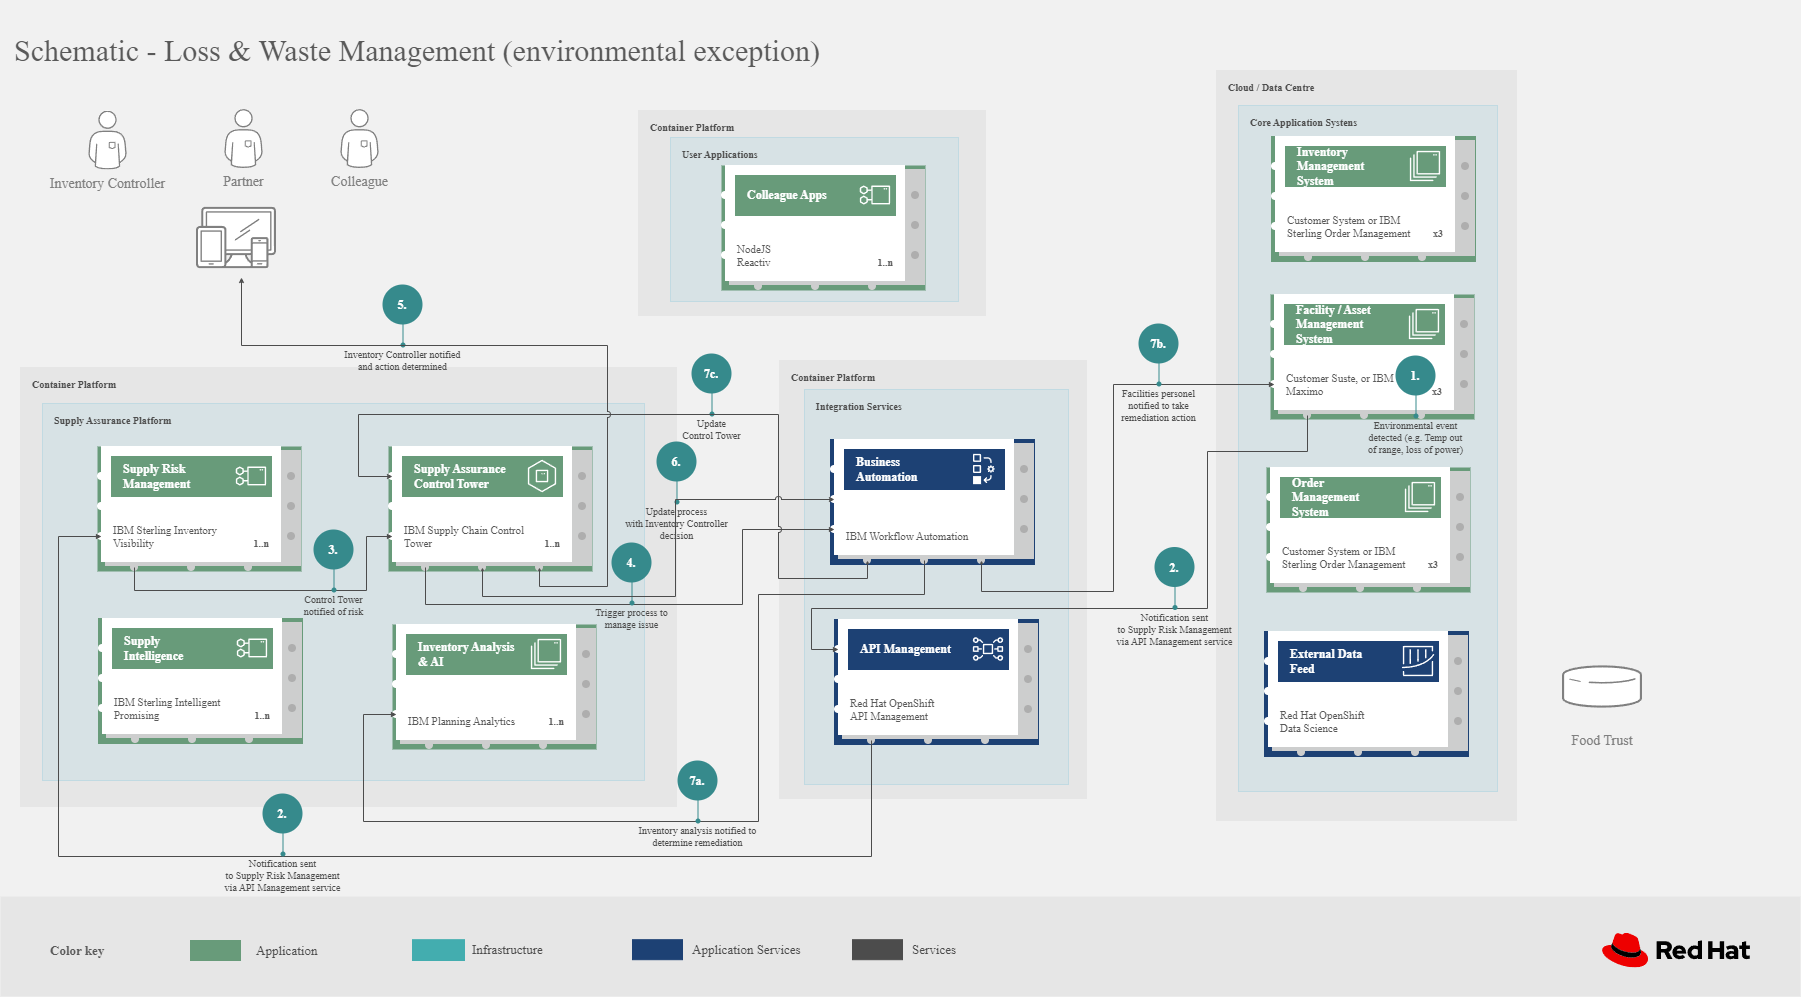 Schematic - Loss & Waste Management (environmental exception)
Inventory Controller
Partner
Colleague
5.
Inventory Controller notified
and action determined
Container Platform
User Applications
Colleague Apps
NodeJS
Reactiv
1..n
Cloud / Data Centre
Core Application Systens
Inventory
Management
System
Customer System or IBM
Sterling Order Management
x3
Facility / Asset
Management
System
Customer Suste, or IBM
Maximo
x3
1.
Environmental event
detected (e.g. Temp out
of range, loss of power)
Order
Management
System
Customer System or IBM
Sterling Order Management
x3
External Data
Feed
Red Hat OpenShift
Data Science
Food Trust
Container Platform
Supply Assurance Platform
Supply Risk
Management
IBM Sterling Inventory
Visibility
1..n
Supply Assurance
Control Tower
IBM Supply Chain Control
Tower
1..n
3.
Control Tower
notified of risk
Supply
Intelligence
IBM Sterling Intelligent
Promising
1..n
Inventory Analysis
& AI
IBM Planning Analytics
1..n
7c.
Update
Control Tower
6.
Update process
with Inventory Controller
decision
4.
Trigger process to
manage issue
7a.
Inventory analysis notified to
determine remediation
2.
Notification sent
to Supply Risk Management
via API Management service
Container Platform
Integration Services
Business
Automation
IBM Workflow Automation
API Management
Red Hat OpenShift
API Management
7b.
Facilities personel
notified to take
remediation action
2.
Notification sent
to Supply Risk Management
via API Management service
Color key
Application
Infrastructure
Application Services
Services
Red Hat